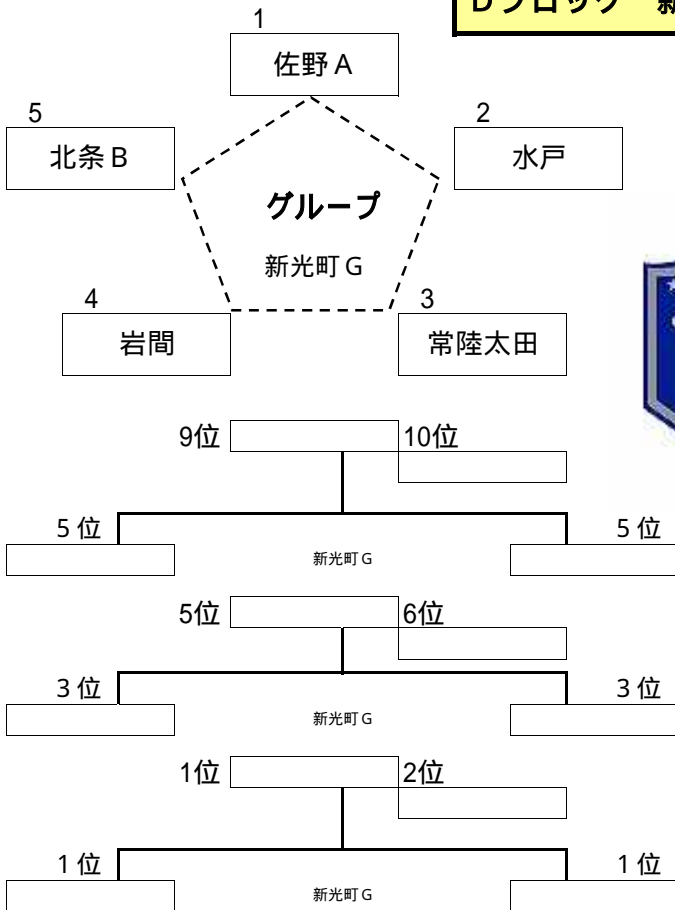 Dブロック 新
1
佐野A
5
北条B
2
水戸
グループ
新光町G
4
岩間
3
常陸太田
9位 10位
5位 5位
新光町G
5位 6位
3位 3位
新光町G
1位 2位
1位 1位
新光町G